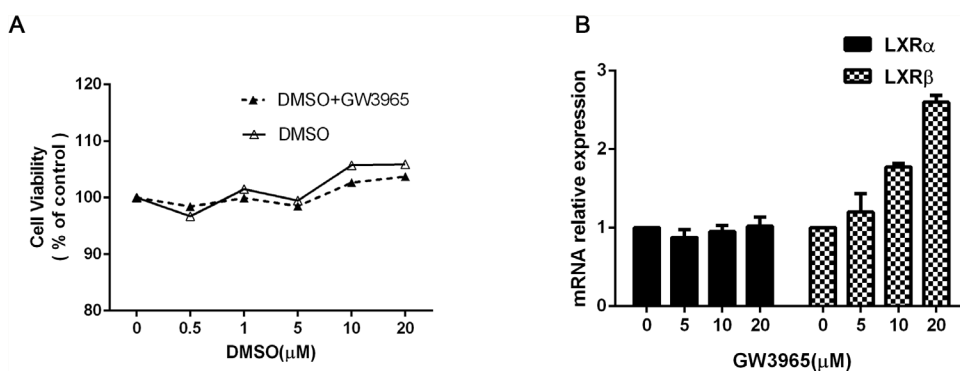 A
Cell Viability
( % of control )
120
110
100
90
80
DMSO+GW3965
DMSO
0 0.5 1 5 10 20
DMSO(μM)
B
LXRα
LXRβ
mRNA relative expression
3
2
1
0
0 5 10 20 0 5 10 20
GW3965(μM)